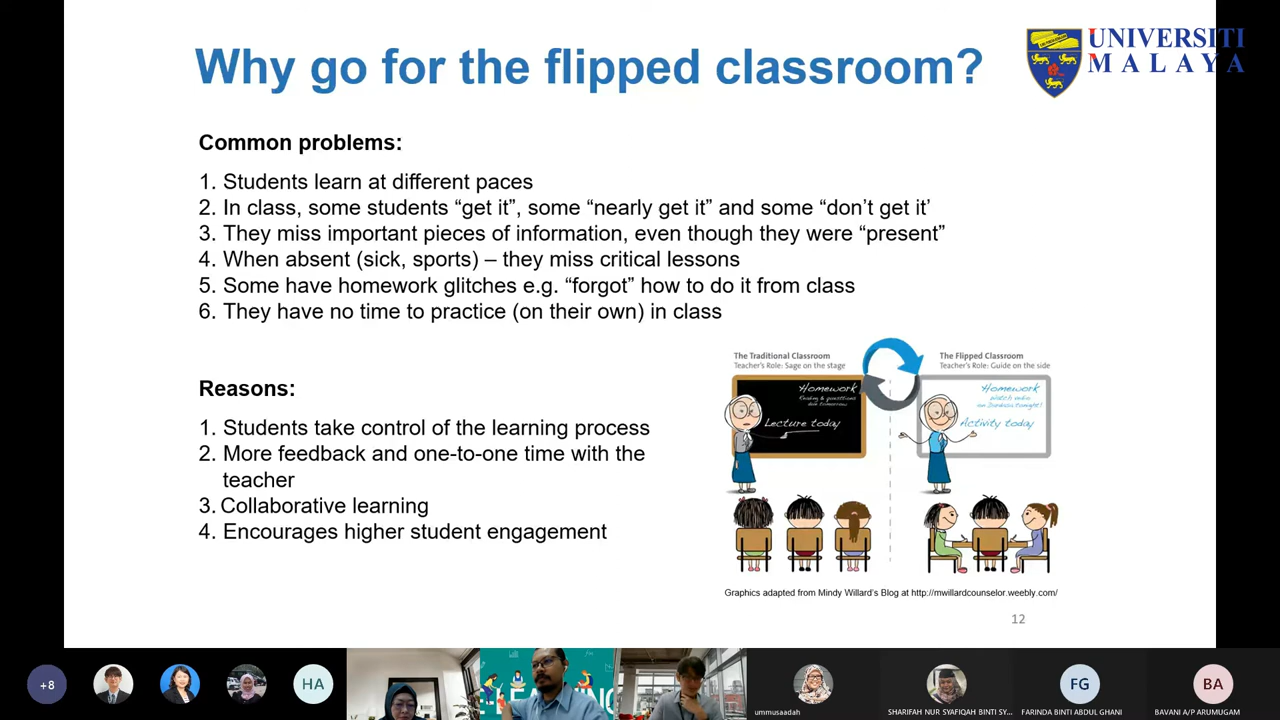 Why go for the flipped classroom?
UNIVERSITI
MALAYA
Common problems:
1. Students learn at different paces
2. In class, some students “get it”, some “nearly get it” and some “don’t get it’
3. They miss important pieces of information, even though they were “present”
4. When absent (sick, sports) – they miss critical lessons
5. Some have homework glitches e.g. “forgot” how to do it from class
6. They have no time to practice (on their own) in class
Reasons:
1. Students take control of the learning process
2. More feedback and one-to-one time with the
teacher
3. Collaborative learning
4. Encourages higher student engagement
The Traditional Classroom
Teacher's Role: Sage on the stage
Homework
Lecture today
The Flipped Classroom
Teacher's Role: Guide on the side
Homework
Activity today
Graphics adapted from Mindy Willard’s Blog at http://mwillardcounselor.weebly.com/
12
+8
HA
ummusaadah
SHARIFAH NUR SYAFIQAH BINTI SY...
FG
FARINDA BINTI ABDUL GHANI
BA
BAVANI A/P ARUMUGAM